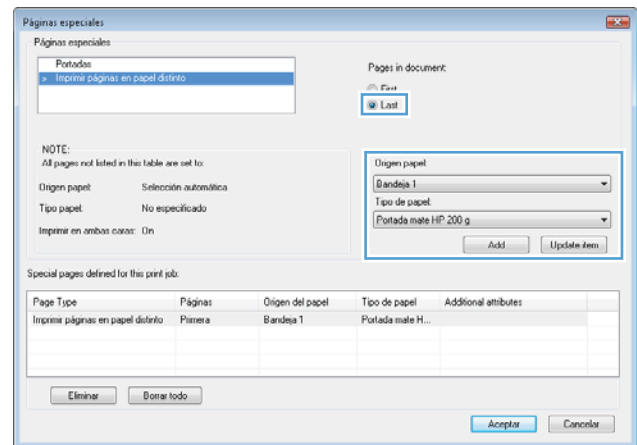 Páginas especiales
Páginas especiales
Portadas
» Imprimir páginas en papel distinto
Pages in document:
First
Last
NOTE:
All pages not listed in this table are set to:
Origen papel: Selección automática
Tipo papel: No especificado
Imprimir en ambas caras: On
Origen papel:
Bandeja 1
Tipo de papel:
Portada mate HP 200 g
Add Update item
Special pages defined for this print job:
Page Type Páginas Origen del papel Tipo de papel Additional attributes
Imprimir páginas en papel distinto Primera Bandeja 1 Portada mate H...
Eliminar Borrar todo
Aceptar Cancelar